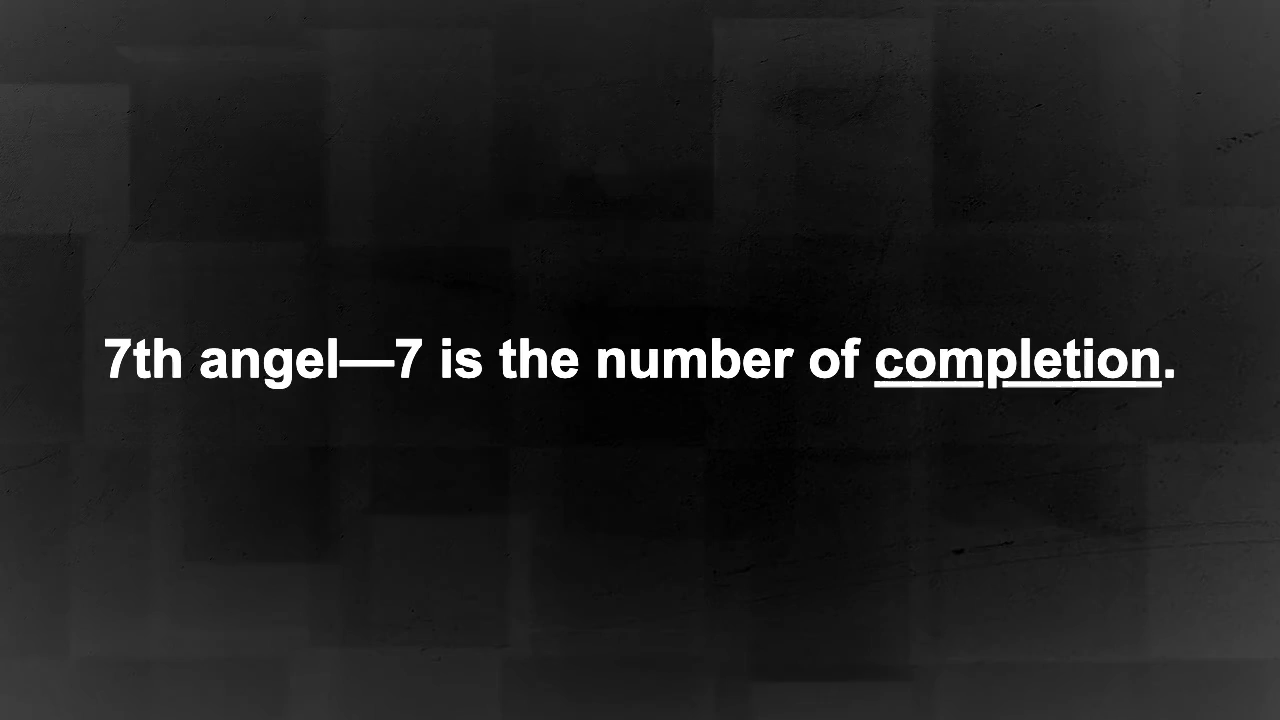 7th angel—7 is the number of completion.